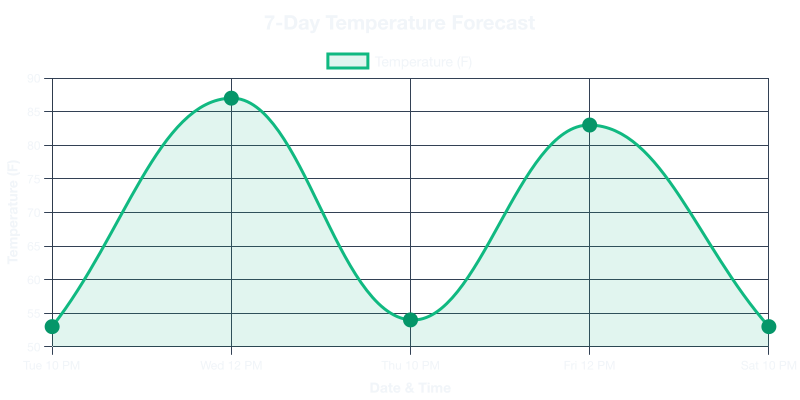 7-Day Temperature Forecast
Temperature (F)
Temperature (F)
90
85
80
75
70
65
60
55
50
Tue 10 PM
Wed 12 PM
Thu 10 PM
Fri 12 PM
Sat 10 PM
Date & Time